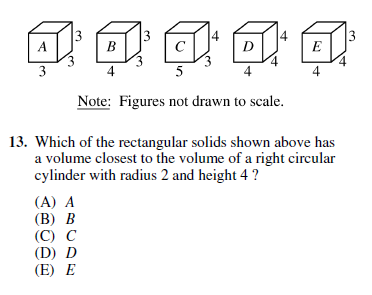 3 3 4 4 3
A B C D E
3 3 3 4 4
3 4 5 4 4
Note: Figures not drawn to scale.
13. Which of the rectangular solids shown above has
a volume closest to the volume of a right circular
cylinder with radius 2 and height 4 ?
(A) A
(B) B
(C) C
(D) D
(E) E